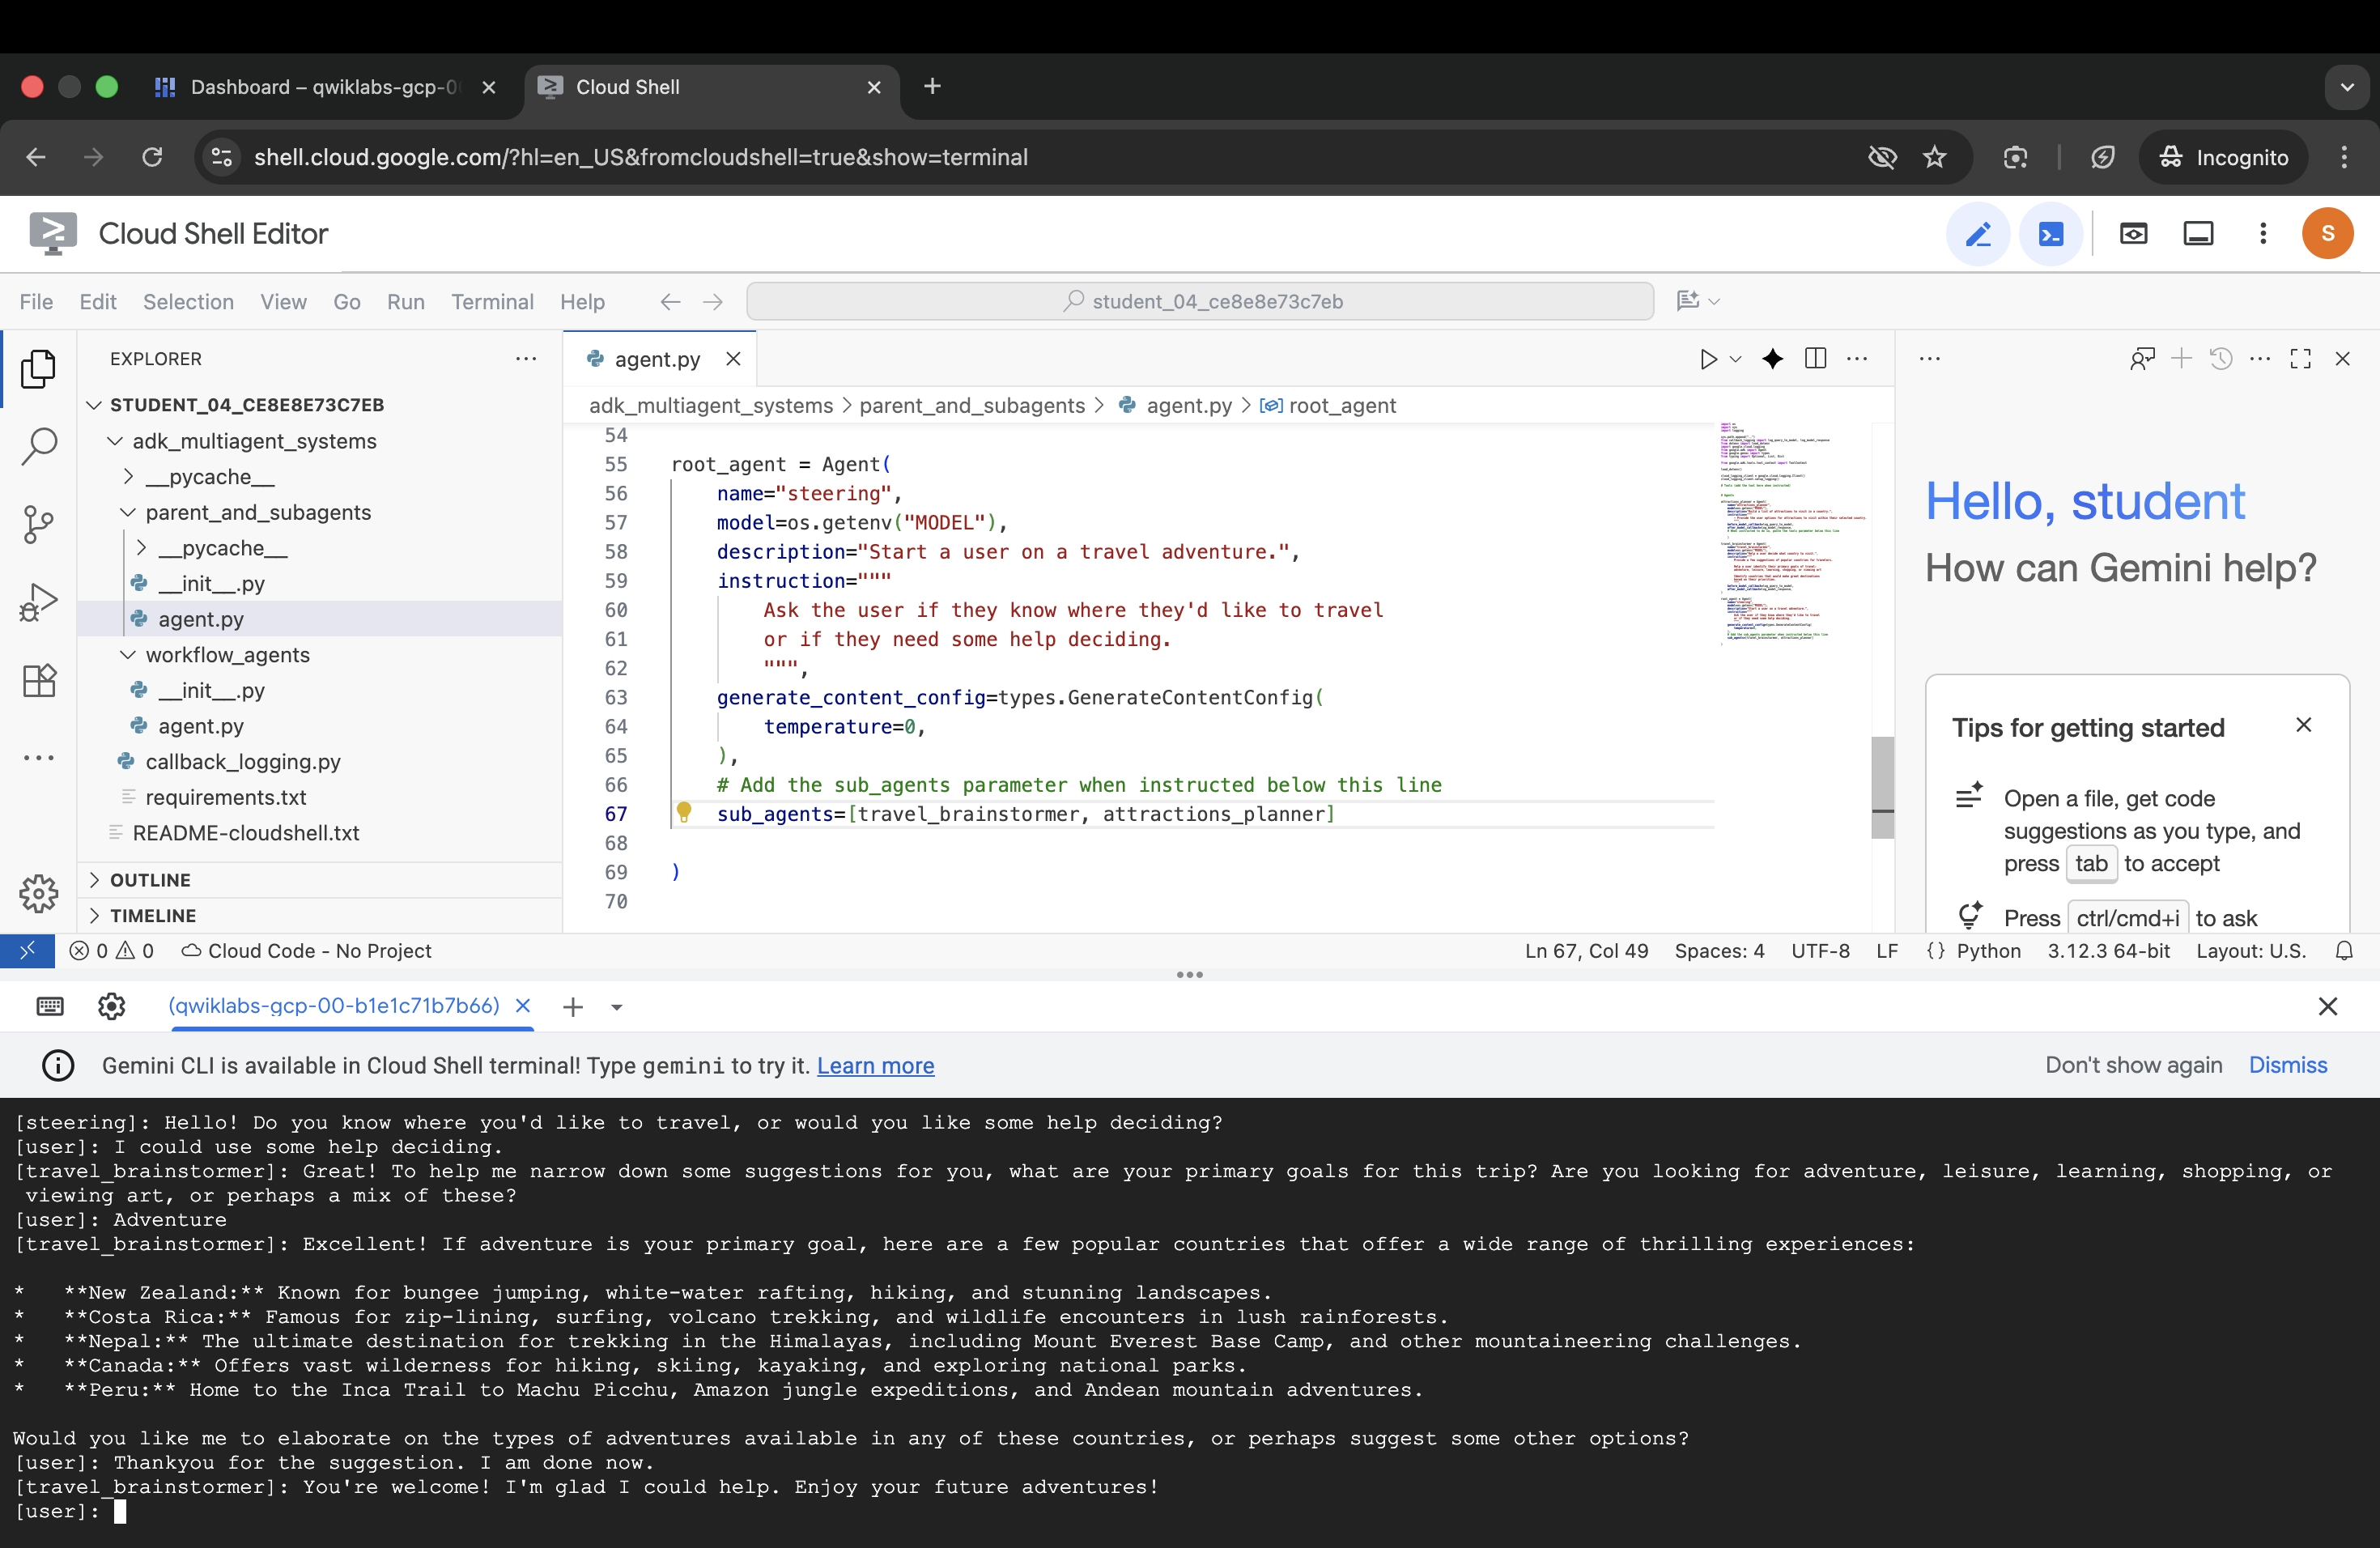 Dashboard – qwiklabs-gcp-0
Cloud Shell
shell.cloud.google.com/?hl=en_US&fromcloudshell=true&show=terminal
Incognito
Cloud Shell Editor
S
File Edit Selection View Go Run Terminal Help
student_04_ce8e8e73c7eb
EXPLORER
STUDENT_04_CE8E8E73C7EB
adk_multiagent_systems
__pycache__
parent_and_subagents
__pycache__
__init__.py
agent.py
workflow_agents
__init__.py
agent.py
callback_logging.py
requirements.txt
README-cloudshell.txt
OUTLINE
TIMELINE
agent.py
adk_multiagent_systems > parent_and_subagents > agent.py > root_agent
54
55 root_agent = Agent(
56     name="steering",
57     model=os.getenv("MODEL"),
58     description="Start a user on a travel adventure.",
59     instruction="""
60         Ask the user if they know where they'd like to travel
61         or if they need some help deciding.
62         """,
63     generate_content_config=types.GenerateContentConfig(
64         temperature=0,
65     ),
66     # Add the sub_agents parameter when instructed below this line
67     sub_agents=[travel_brainstormer, attractions_planner]
68
69 )
70
Hello, student
How can Gemini help?
Tips for getting started
Open a file, get code
suggestions as you type, and
press tab to accept
Press ctrl/cmd+i to ask
0 0 Cloud Code - No Project
Ln 67, Col 49 Spaces: 4 UTF-8 LF {} Python 3.12.3 64-bit Layout: U.S.
(qwiklabs-gcp-00-b1e1c71b7b66)
Gemini CLI is available in Cloud Shell terminal! Type gemini to try it. Learn more
Don't show again Dismiss
[steering]: Hello! Do you know where you'd like to travel, or would you like some help deciding?
[user]: I could use some help deciding.
[travel_brainstormer]: Great! To help me narrow down some suggestions for you, what are your primary goals for this trip? Are you looking for adventure, leisure, learning, shopping, or
viewing art, or perhaps a mix of these?
[user]: Adventure
[travel_brainstormer]: Excellent! If adventure is your primary goal, here are a few popular countries that offer a wide range of thrilling experiences:
*   **New Zealand:** Known for bungee jumping, white-water rafting, hiking, and stunning landscapes.
*   **Costa Rica:** Famous for zip-lining, surfing, volcano trekking, and wildlife encounters in lush rainforests.
*   **Nepal:** The ultimate destination for trekking in the Himalayas, including Mount Everest Base Camp, and other mountaineering challenges.
*   **Canada:** Offers vast wilderness for hiking, skiing, kayaking, and exploring national parks.
*   **Peru:** Home to the Inca Trail to Machu Picchu, Amazon jungle expeditions, and Andean mountain adventures.
Would you like me to elaborate on the types of adventures available in any of these countries, or perhaps suggest some other options?
[user]: Thankyou for the suggestion. I am done now.
[travel_brainstormer]: You're welcome! I'm glad I could help. Enjoy your future adventures!
[user]: